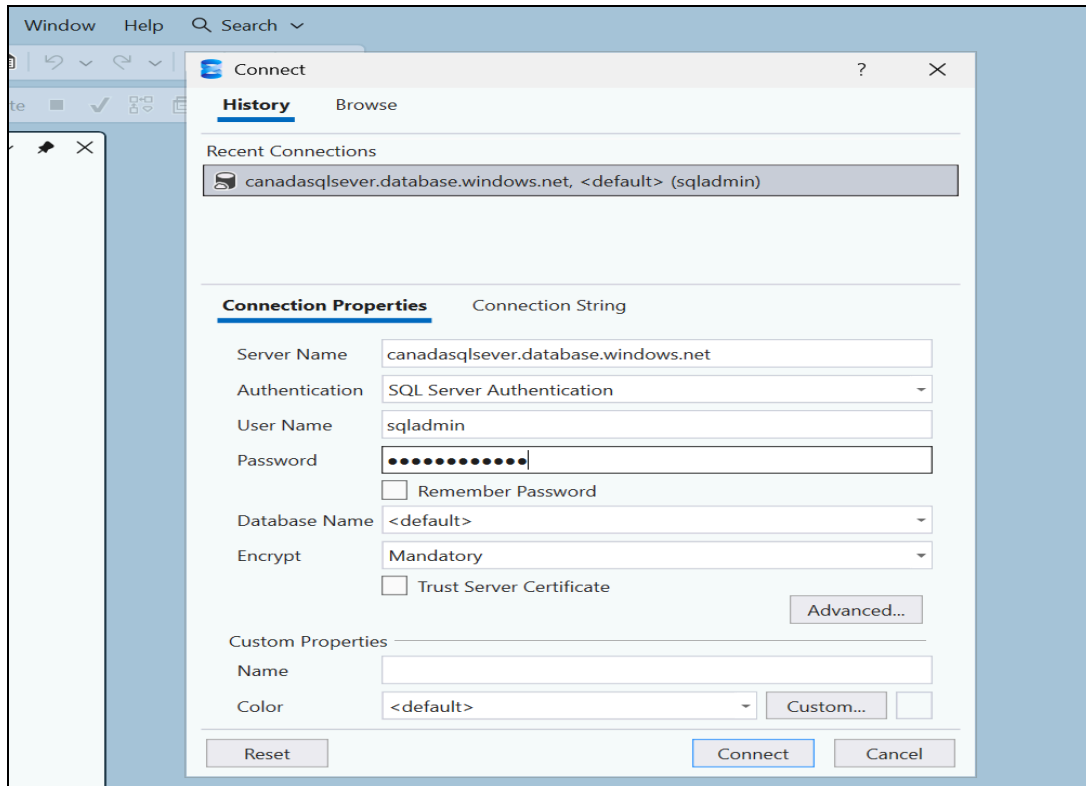 Window Help Search
te
Connect ?
History Browse
Recent Connections
canadasqlsever.database.windows.net, <default> (sqladmin)
Connection Properties Connection String
Server Name canadasqlsever.database.windows.net
Authentication SQL Server Authentication
User Name sqladmin
Password ●●●●●●●●●●●●
Remember Password
Database Name <default>
Encrypt Mandatory
Trust Server Certificate
Advanced...
Custom Properties
Name
Color <default> Custom...
Reset Connect Cancel